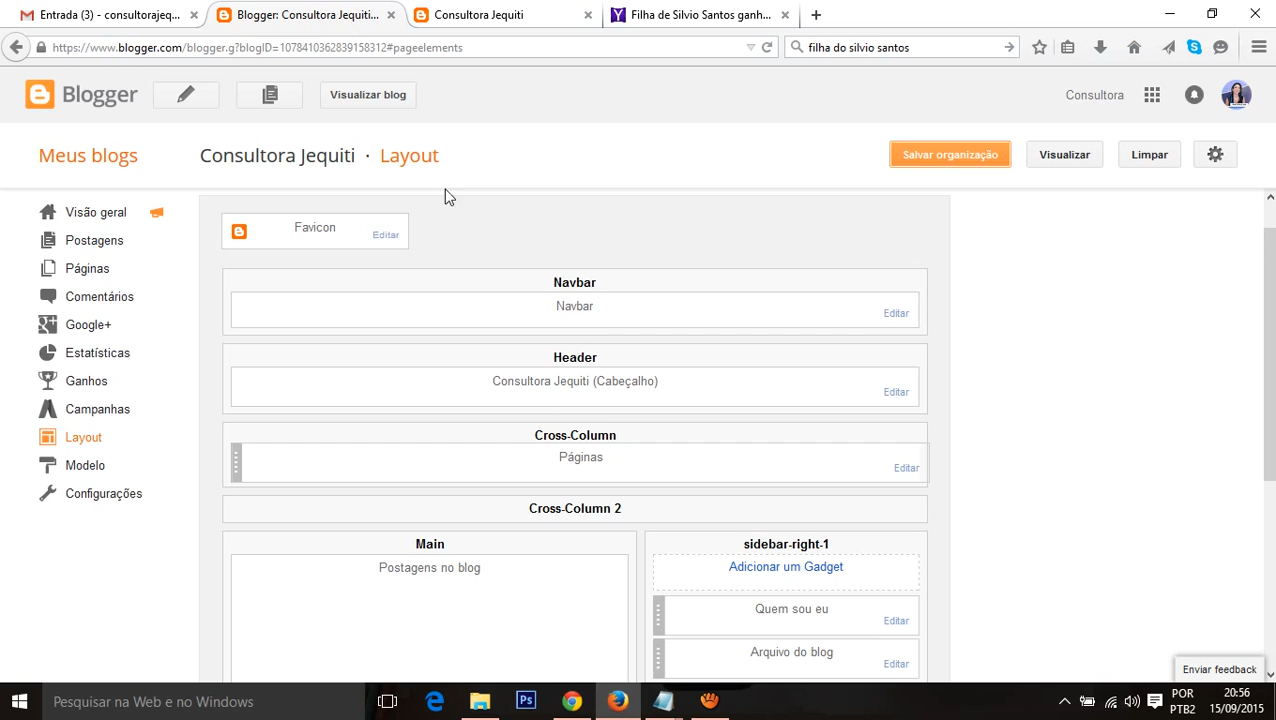 Entrada (3) - consultorajeq...
Blogger: Consultora Jequiti...
Consultora Jequiti
Filha de Silvio Santos ganh...
https://www.blogger.com/blogger.g?blogID=1078410362839158312#pageelements
filha do silvio santos
Blogger
Visualizar blog
Consultora
Meus blogs
Consultora Jequiti · Layout
Salvar organização
Visualizar
Limpar
Visão geral
Postagens
Páginas
Comentários
Google+
Estatísticas
Ganhos
Campanhas
Layout
Modelo
Configurações
Favicon
Editar
Navbar
Navbar
Editar
Header
Consultora Jequiti (Cabeçalho)
Editar
Cross-Column
Páginas
Editar
Cross-Column 2
Main
Postagens no blog
sidebar-right-1
Adicionar um Gadget
Quem sou eu
Editar
Arquivo do blog
Editar
Enviar feedback
Pesquisar na Web e no Windows
Ps
POR
PTB2
20:56
15/09/2015